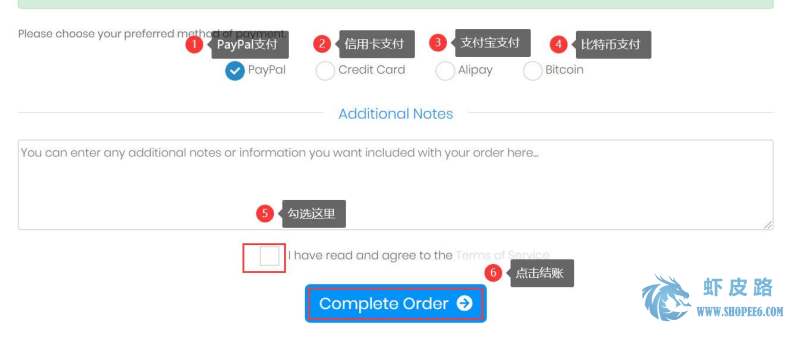 Please choose your preferred method of payment.
1 PayPal支付
2 信用卡支付
3 支付宝支付
4 比特币支付
PayPal
Credit Card
Alipay
Bitcoin
Additional Notes
You can enter any additional notes or information you want included with your order here...
5 勾选这里
I have read and agree to the Terms of Service
6 点击结账
Complete Order
虾皮路
WWW.SHOPEE6.COM